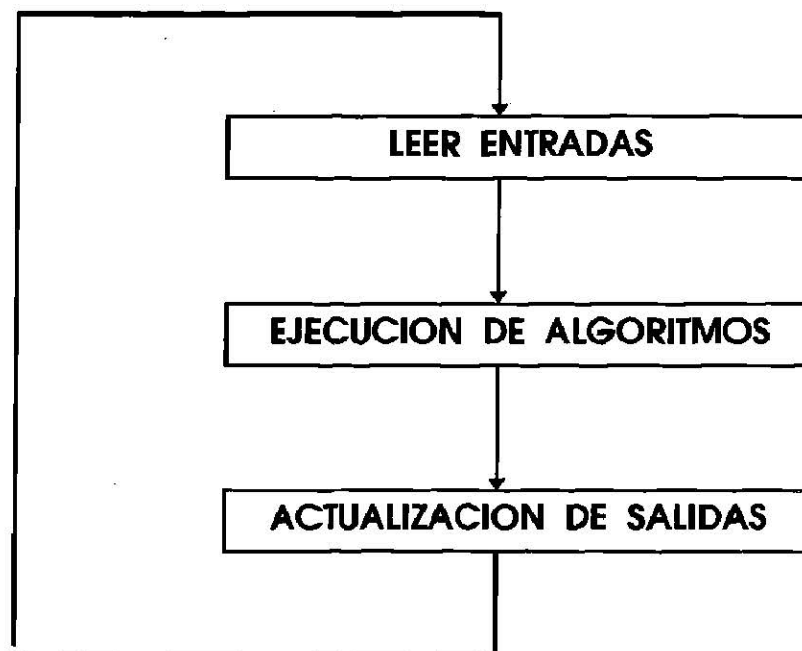 LEER ENTRADAS
EJECUCION DE ALGORITMOS
ACTUALIZACION DE SALIDAS